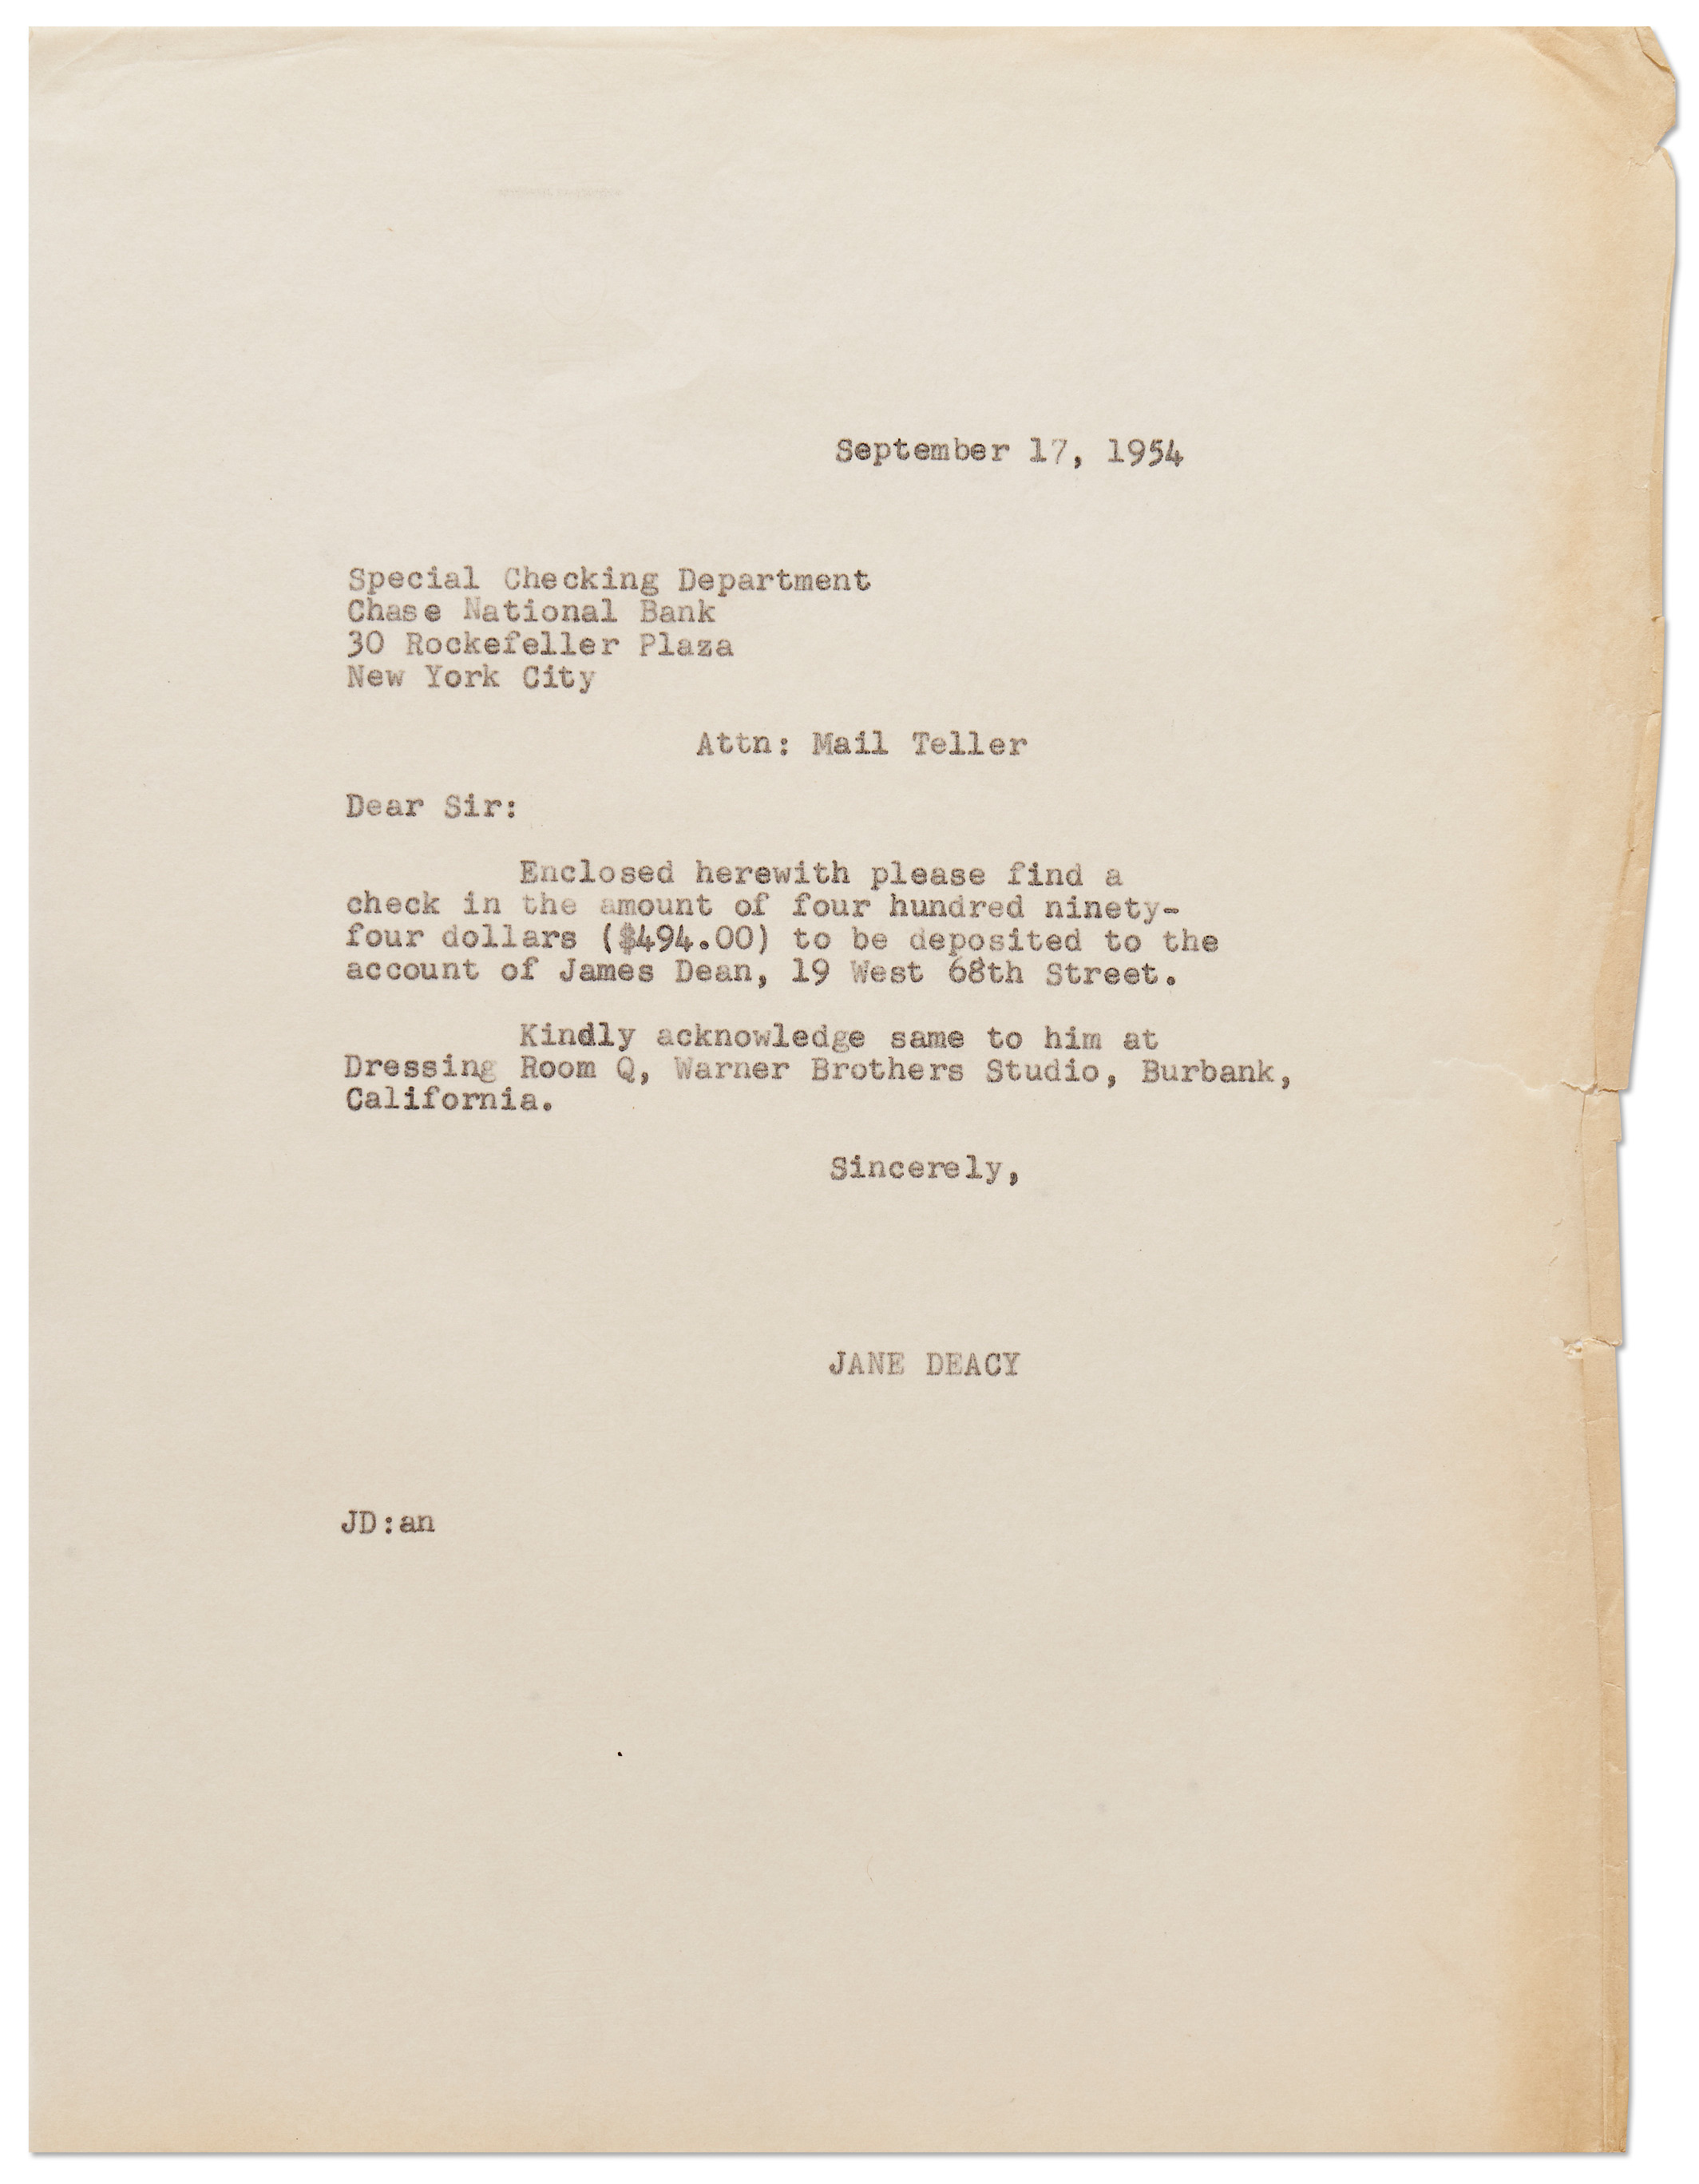 September 17, 1954
Special Checking Department
Chase National Bank
30 Rockefeller Plaza
New York City
Attn: Mail Teller
Dear Sir:
Enclosed herewith please find a
check in the amount of four hundred ninety-
four dollars ($494.00) to be deposited to the
account of James Dean, 19 West 68th Street.
Kindly acknowledge same to him at
Dressing Room Q, Warner Brothers Studio, Burbank,
California.
Sincerely,
JANE DEACY
JD:an